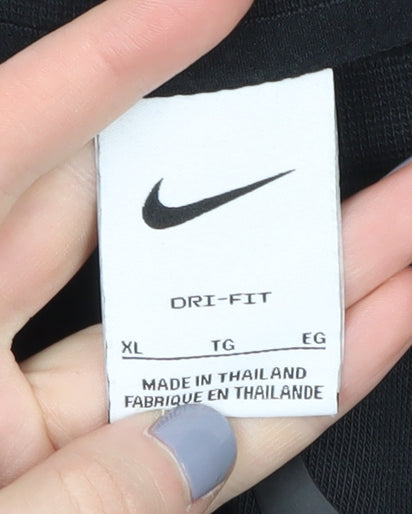 DRI-FIT
XL TG EG
MADE IN THAILAND
FABRIQUE EN THAILANDE